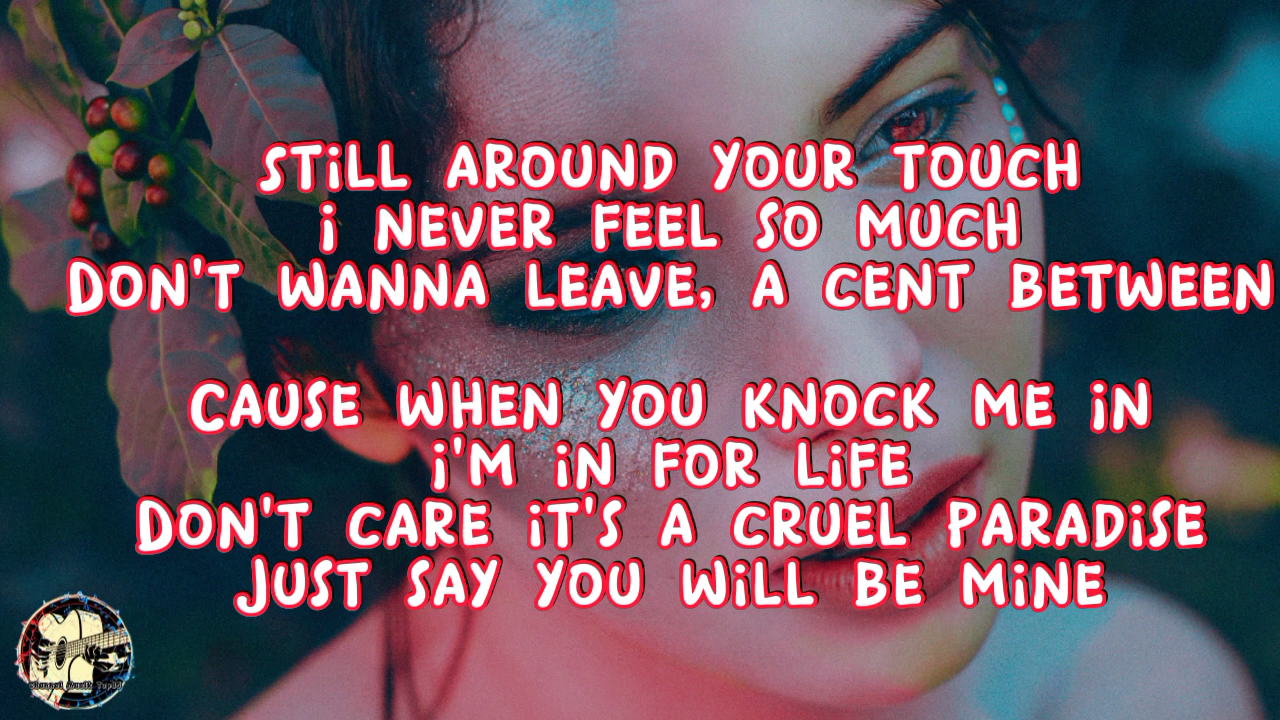 STiLL AROUND YOUR TOUCH
i NEVER FEEL SO MUCH
DON'T WANNA LEAVE, A CENT BETWEEN
CAUSE WHEN YOU KNOCK ME iN
i'M iN FOR LiFE
DON'T CARE iT'S A CRUEL PARADiSE
JUST SAY YOU WiLL BE MiNE